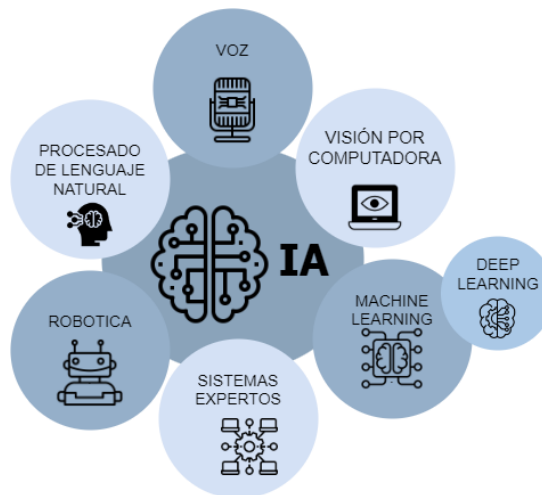 VOZ
VISIÓN POR
COMPUTADORA
PROCESADO
DE LENGUAJE
NATURAL
IA
DEEP
LEARNING
MACHINE
LEARNING
ROBOTICA
SISTEMAS
EXPERTOS